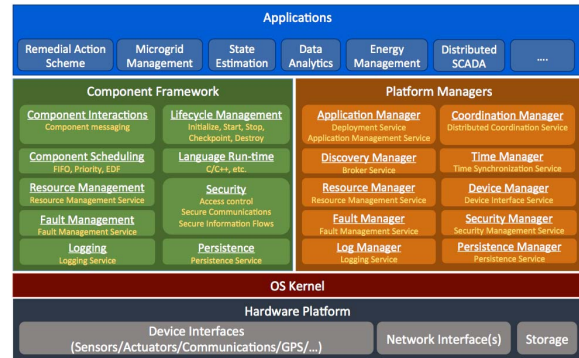 Applications
Remedial Action
Scheme
Microgrid
Management
State
Estimation
Data
Analytics
Energy
Management
Distributed
SCADA
....
Component Framework
Component Interactions
Component messaging
Lifecycle Management
Initialize, Start, Stop,
Checkpoint, Destroy
Component Scheduling
FIFO, Priority, EDF
Language Run-time
C/C++, etc.
Resource Management
Resource Management Service
Security
Access control
Secure Communications
Secure Information Flows
Fault Management
Fault Management Service
Logging
Logging Service
Persistence
Persistence Service
Platform Managers
Application Manager
Deployment Service
Application Management Service
Coordination Manager
Distributed Coordination Service
Discovery Manager
Broker Service
Time Manager
Time Synchronization Service
Resource Manager
Resource Management Service
Device Manager
Device Interface Service
Fault Manager
Fault Management Service
Security Manager
Security Management Service
Log Manager
Logging Service
Persistence Manager
Persistence Service
OS Kernel
Hardware Platform
Device Interfaces
(Sensors/Actuators/Communications/GPS/...)
Network Interface(s)
Storage